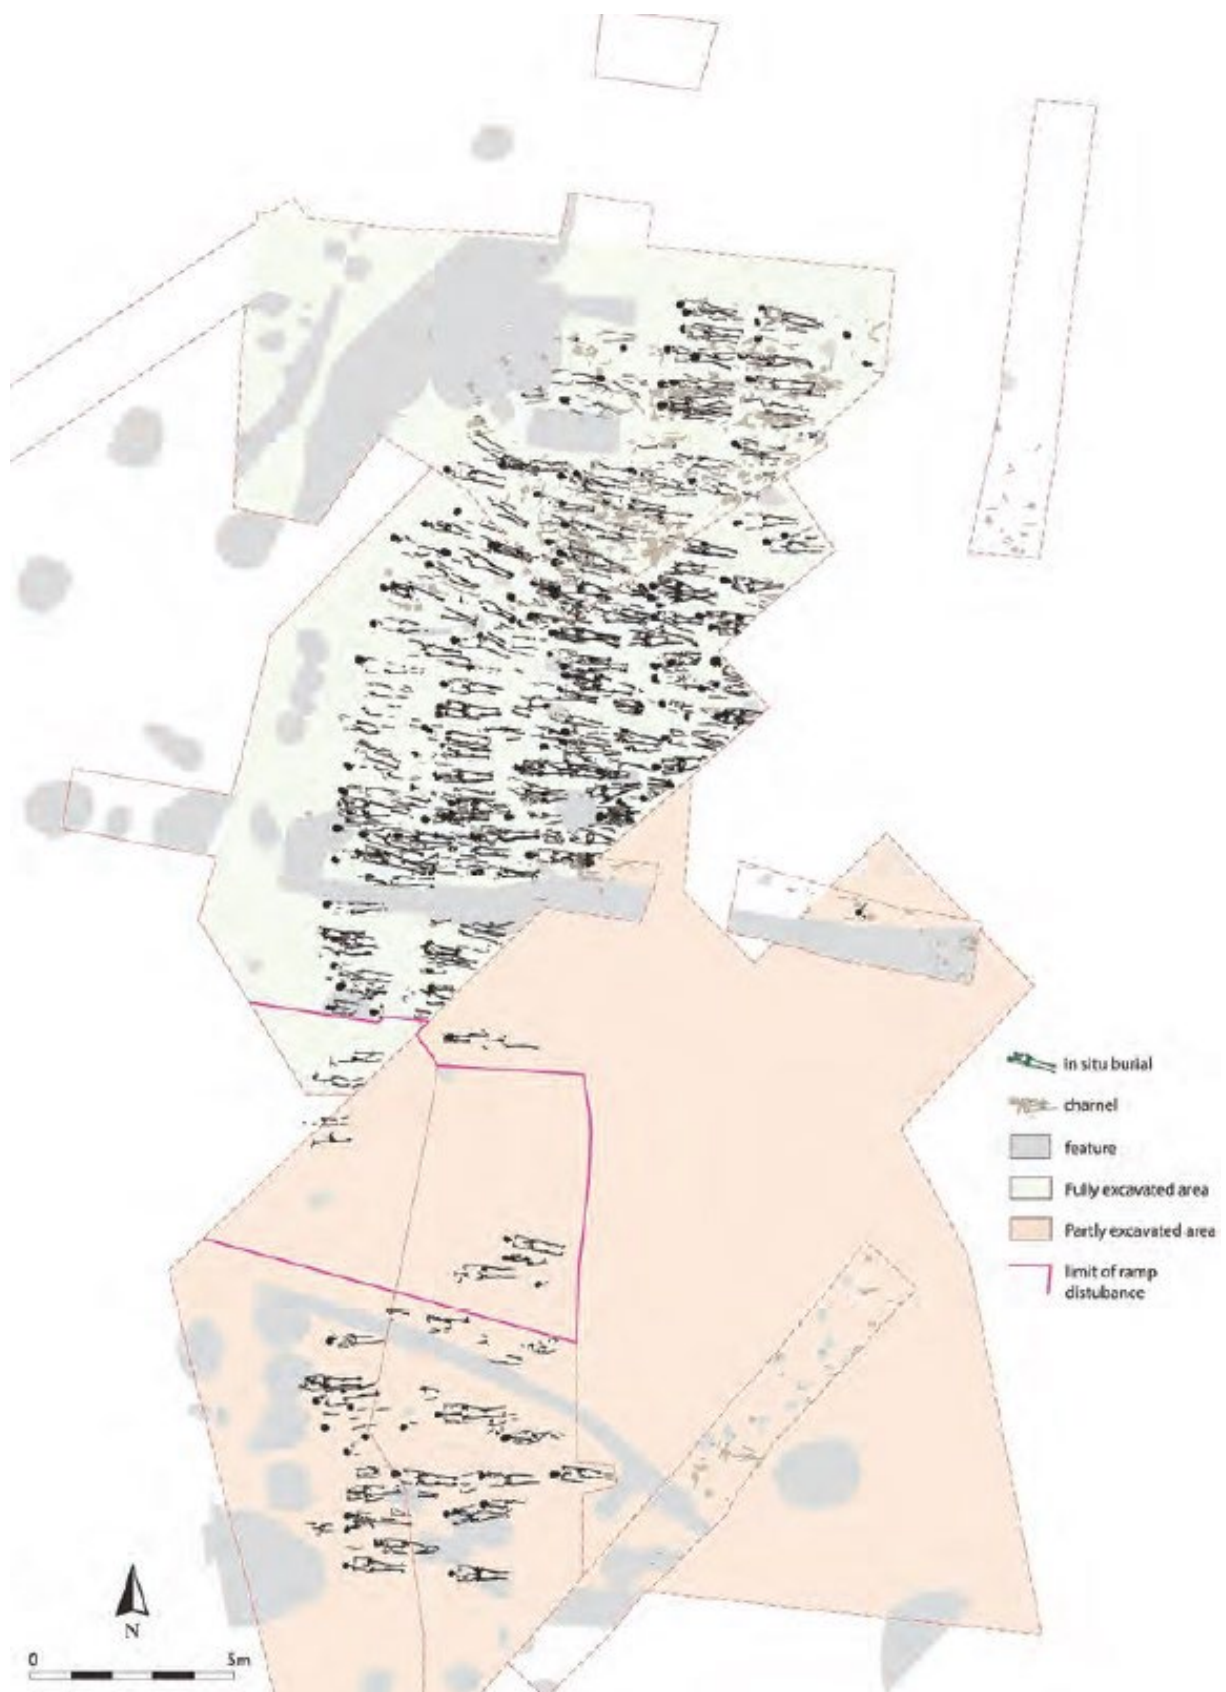 in situ burial
charnel
feature
Fully excavated area
Partly excavated area
limit of ramp
distubance
N
0 5m